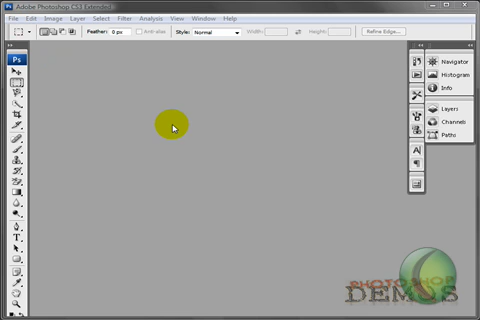 Adobe Photoshop CS3 Extended
File Edit Image Layer Select Filter Analysis View Window Help
Feather: 0 px Anti-alias Style: Normal Width: Height: Refine Edge...
Ps
Navigator
Histogram
Info
Layers
Channels
Paths
PHOTOSHOP
DEMOS